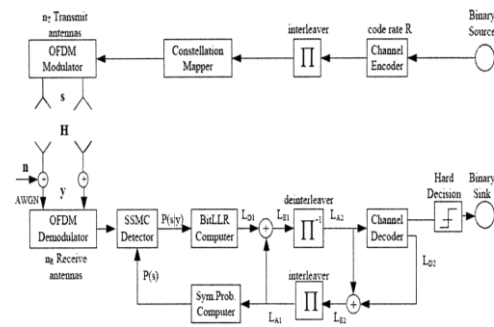 n_T Transmit antennas
OFDM Modulator
Constellation Mapper
interleaver
Π
code rate R
Channel Encoder
Binary Source
s
H
n
AWGN
y
OFDM Demodulator
n_R Receive antennas
SSMC Detector
P(s|y)
BitLLR Computer
L_D1
+
L_E1
deinterleaver
Π^-1
L_A2
Channel Decoder
Hard Decision
Binary Sink
L_D2
P(s)
Sym.Prob. Computer
L_A1
interleaver
Π
L_E2
+